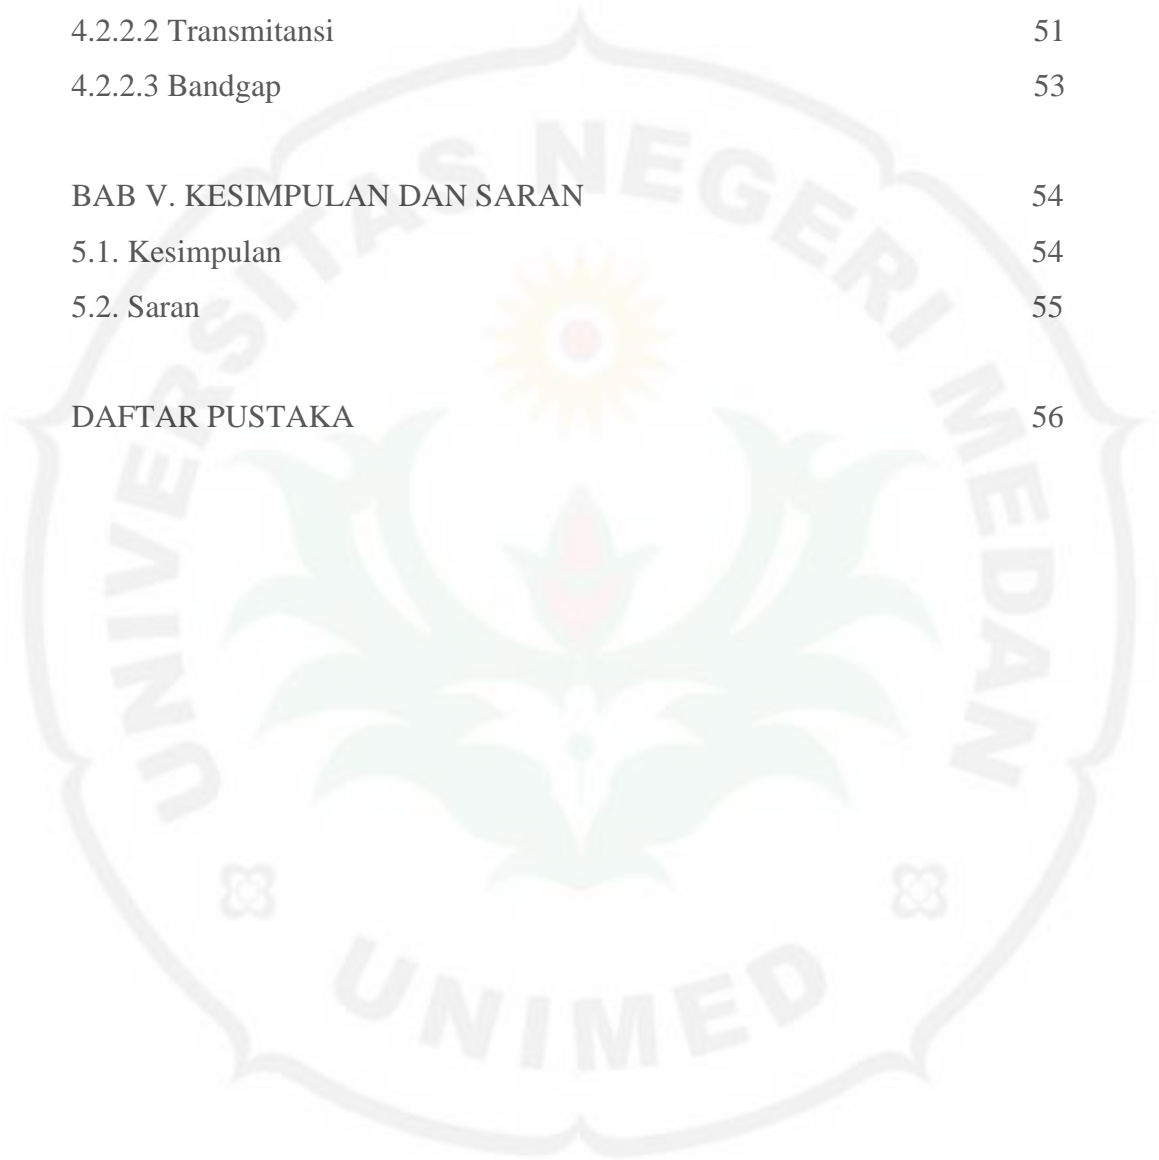 4.2.2.2 Transmitansi 51
4.2.2.3 Bandgap 53
BAB V. KESIMPULAN DAN SARAN 54
5.1. Kesimpulan 54
5.2. Saran 55
DAFTAR PUSTAKA 56
UNIVERSITAS NEGERI MEDAN
UNIMED